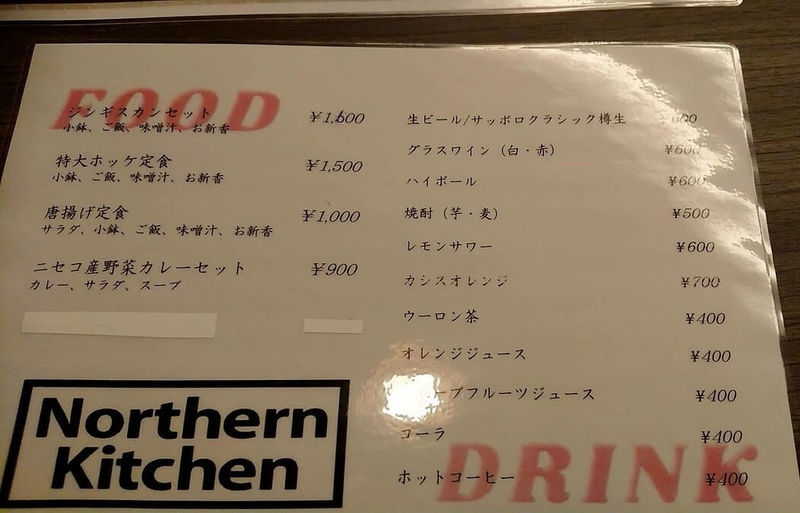 FOOD
ジンギスカンセット
小鉢、ご飯、味噌汁、お新香
特大ホッケ定食 ¥1,500
小鉢、ご飯、味噌汁、お新香
唐揚げ定食 ¥1,000
サラダ、小鉢、ご飯、味噌汁、お新香
ニセコ産野菜カレーセット ¥900
カレー、サラダ、スープ
Northern
Kitchen
生ビール/サッポロクラシック樽生
グラスワイン（白・赤） ¥600
ハイボール ¥600
焼酎（芋・麦） ¥500
レモンサワー ¥600
カシスオレンジ ¥700
ウーロン茶 ¥400
オレンジジュース ¥400
プフルーツジュース ¥400
コーラ ¥400
ホットコーヒー ¥400
DRINK